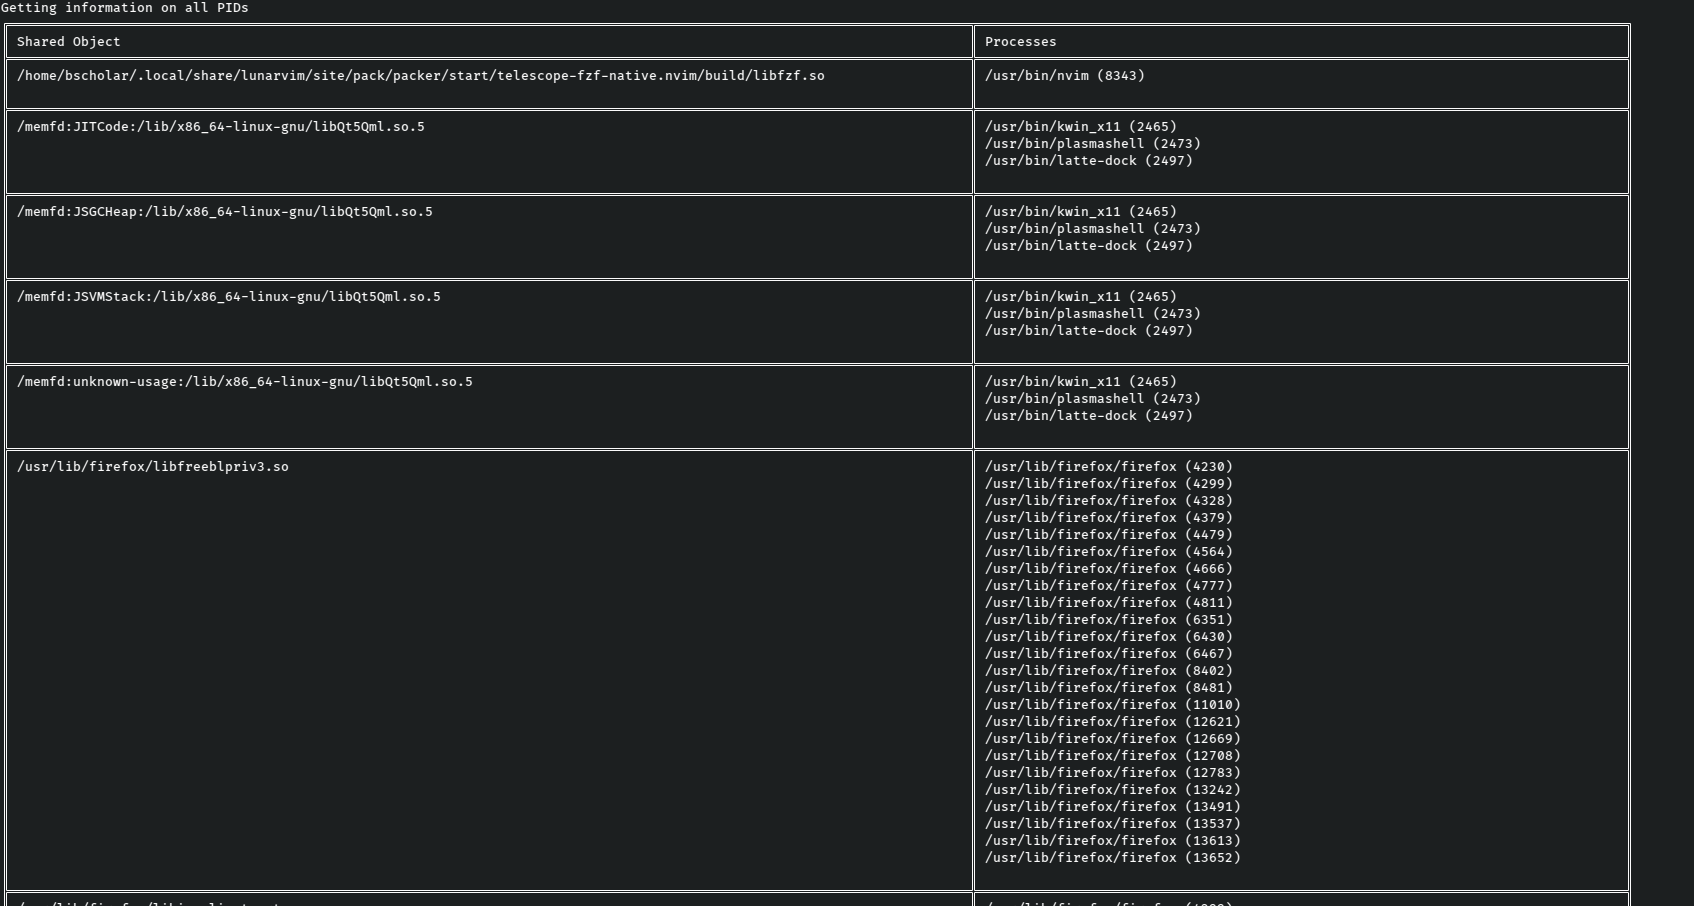 Getting information on all PIDs
Shared Object
Processes
/home/bscholar/.local/share/lunarvim/site/pack/packer/start/telescope-fzf-native.nvim/build/libfzf.so
/usr/bin/nvim (8343)
/memfd:JITCode:/lib/x86_64-linux-gnu/libQt5Qml.so.5
/usr/bin/kwin_x11 (2465)
/usr/bin/plasmashell (2473)
/usr/bin/latte-dock (2497)
/memfd:JSGCHeap:/lib/x86_64-linux-gnu/libQt5Qml.so.5
/usr/bin/kwin_x11 (2465)
/usr/bin/plasmashell (2473)
/usr/bin/latte-dock (2497)
/memfd:JSVMStack:/lib/x86_64-linux-gnu/libQt5Qml.so.5
/usr/bin/kwin_x11 (2465)
/usr/bin/plasmashell (2473)
/usr/bin/latte-dock (2497)
/memfd:unknown-usage:/lib/x86_64-linux-gnu/libQt5Qml.so.5
/usr/bin/kwin_x11 (2465)
/usr/bin/plasmashell (2473)
/usr/bin/latte-dock (2497)
/usr/lib/firefox/libfreeblpriv3.so
/usr/lib/firefox/firefox (4230)
/usr/lib/firefox/firefox (4299)
/usr/lib/firefox/firefox (4328)
/usr/lib/firefox/firefox (4379)
/usr/lib/firefox/firefox (4479)
/usr/lib/firefox/firefox (4564)
/usr/lib/firefox/firefox (4666)
/usr/lib/firefox/firefox (4777)
/usr/lib/firefox/firefox (4811)
/usr/lib/firefox/firefox (6351)
/usr/lib/firefox/firefox (6430)
/usr/lib/firefox/firefox (6467)
/usr/lib/firefox/firefox (8402)
/usr/lib/firefox/firefox (8481)
/usr/lib/firefox/firefox (11010)
/usr/lib/firefox/firefox (12621)
/usr/lib/firefox/firefox (12669)
/usr/lib/firefox/firefox (12708)
/usr/lib/firefox/firefox (12783)
/usr/lib/firefox/firefox (13242)
/usr/lib/firefox/firefox (13491)
/usr/lib/firefox/firefox (13537)
/usr/lib/firefox/firefox (13613)
/usr/lib/firefox/firefox (13652)